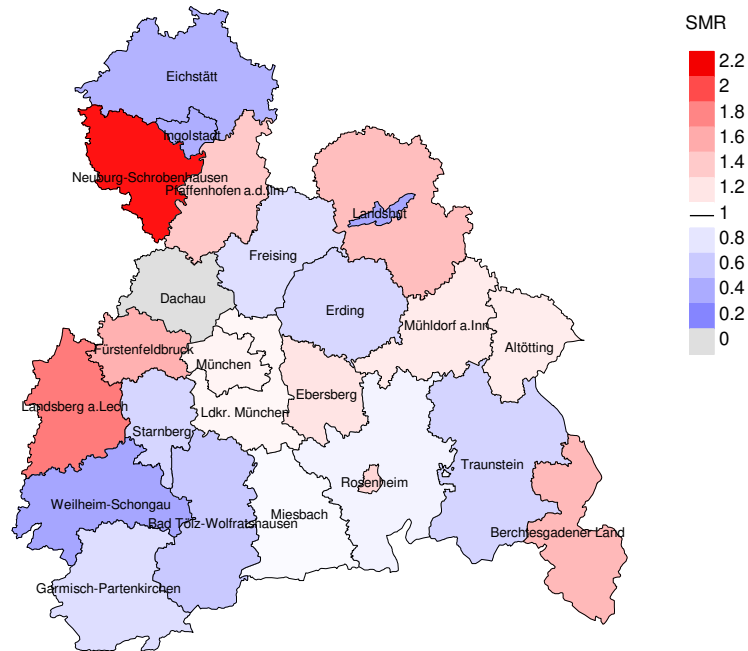 SMR
2.2
2
1.8
1.6
1.4
1.2
1
0.8
0.6
0.4
0.2
0
Eichstätt
Ingolstadt
Neuburg-Schrobenhausen
Pfaffenhofen a.d.Ilm
Landshut
Freising
Dachau
Erding
Mühldorf a.Inn
Altötting
Fürstenfeldbruck
München
Ebersberg
Landsberg a.Lech
Ldkr. München
Starnberg
Traunstein
Rosenheim
Weilheim-Schongau
Miesbach
Bad Tölz-Wolfratshausen
Berchtesgadener Land
Garmisch-Partenkirchen